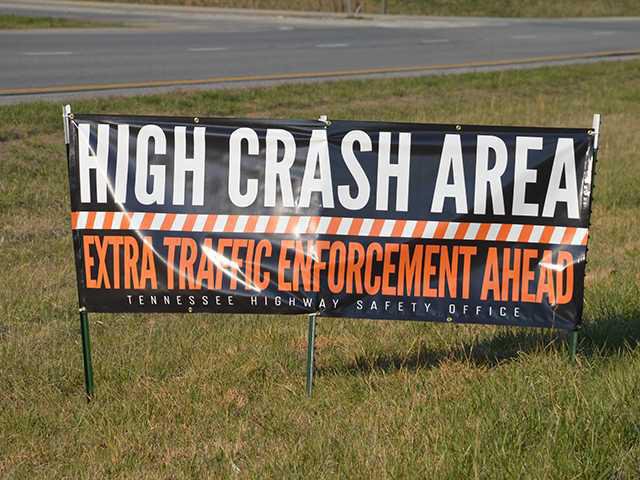 HIGH CRASH AREA
EXTRA TRAFFIC ENFORCEMENT AHEAD
TENNESSEE HIGHWAY SAFETY OFFICE